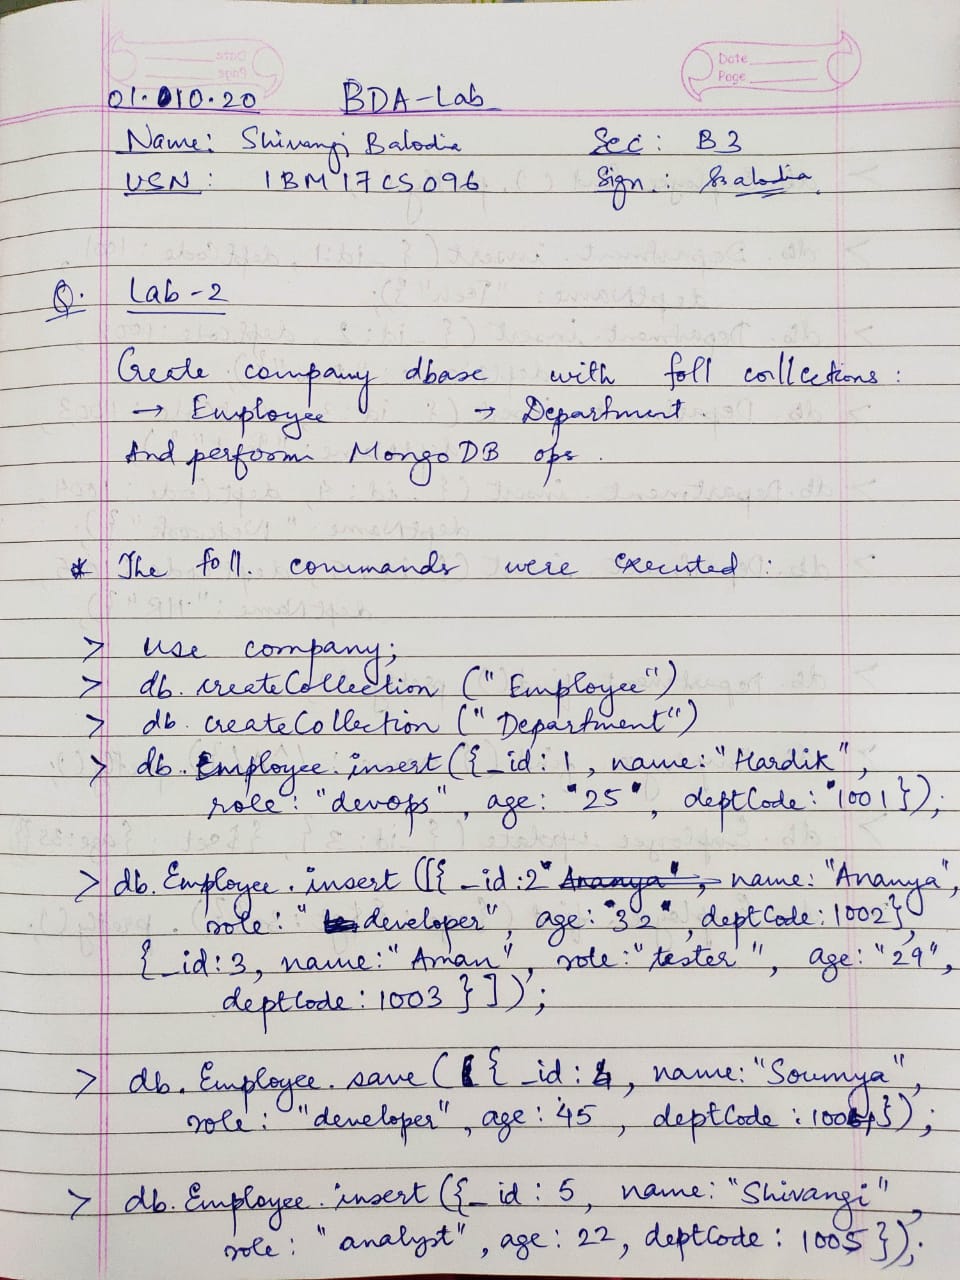 Date
Page
01.010.20 BDA-Lab
Name: Shivangi Balodia Sec: B3
USN: 1BM17CS096 Sign.: SBalodia
Q. Lab-2
Create company dbase with foll collections:
→ Employee → Department
And perform MongoDB ops.
* The foll. commands were executed:
> use company;
> db.createCollection ("Employee")
> db.createCollection ("Department")
> db.Employee.insert({_id:1, name:"Hardik",
role: "devops", age: "25", deptCode: "1001});
> db.Employee.insert ([{_id:2" Ananya", name: "Ananya",
role: "developer", age: "32", deptCode: 1002},
{_id:3, name: "Aman", role: "tester", age: "29",
deptCode: 1003}]);
> db.Employee.save ({_id:4, name: "Soumya",
role: "developer", age: 45, deptCode: 1004});
> db.Employee.insert ({_id: 5, name: "Shivangi",
role: "analyst", age: 22, deptCode: 1005});